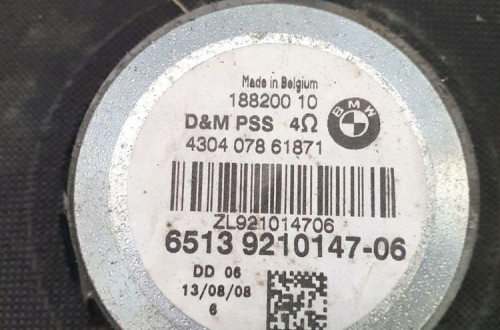 Made in Belgium
188200 10
BMW
D&M PSS 4Ω
4304 078 61871
ZL921014706
6513 9210147-06
DD 06
13/08/08
6